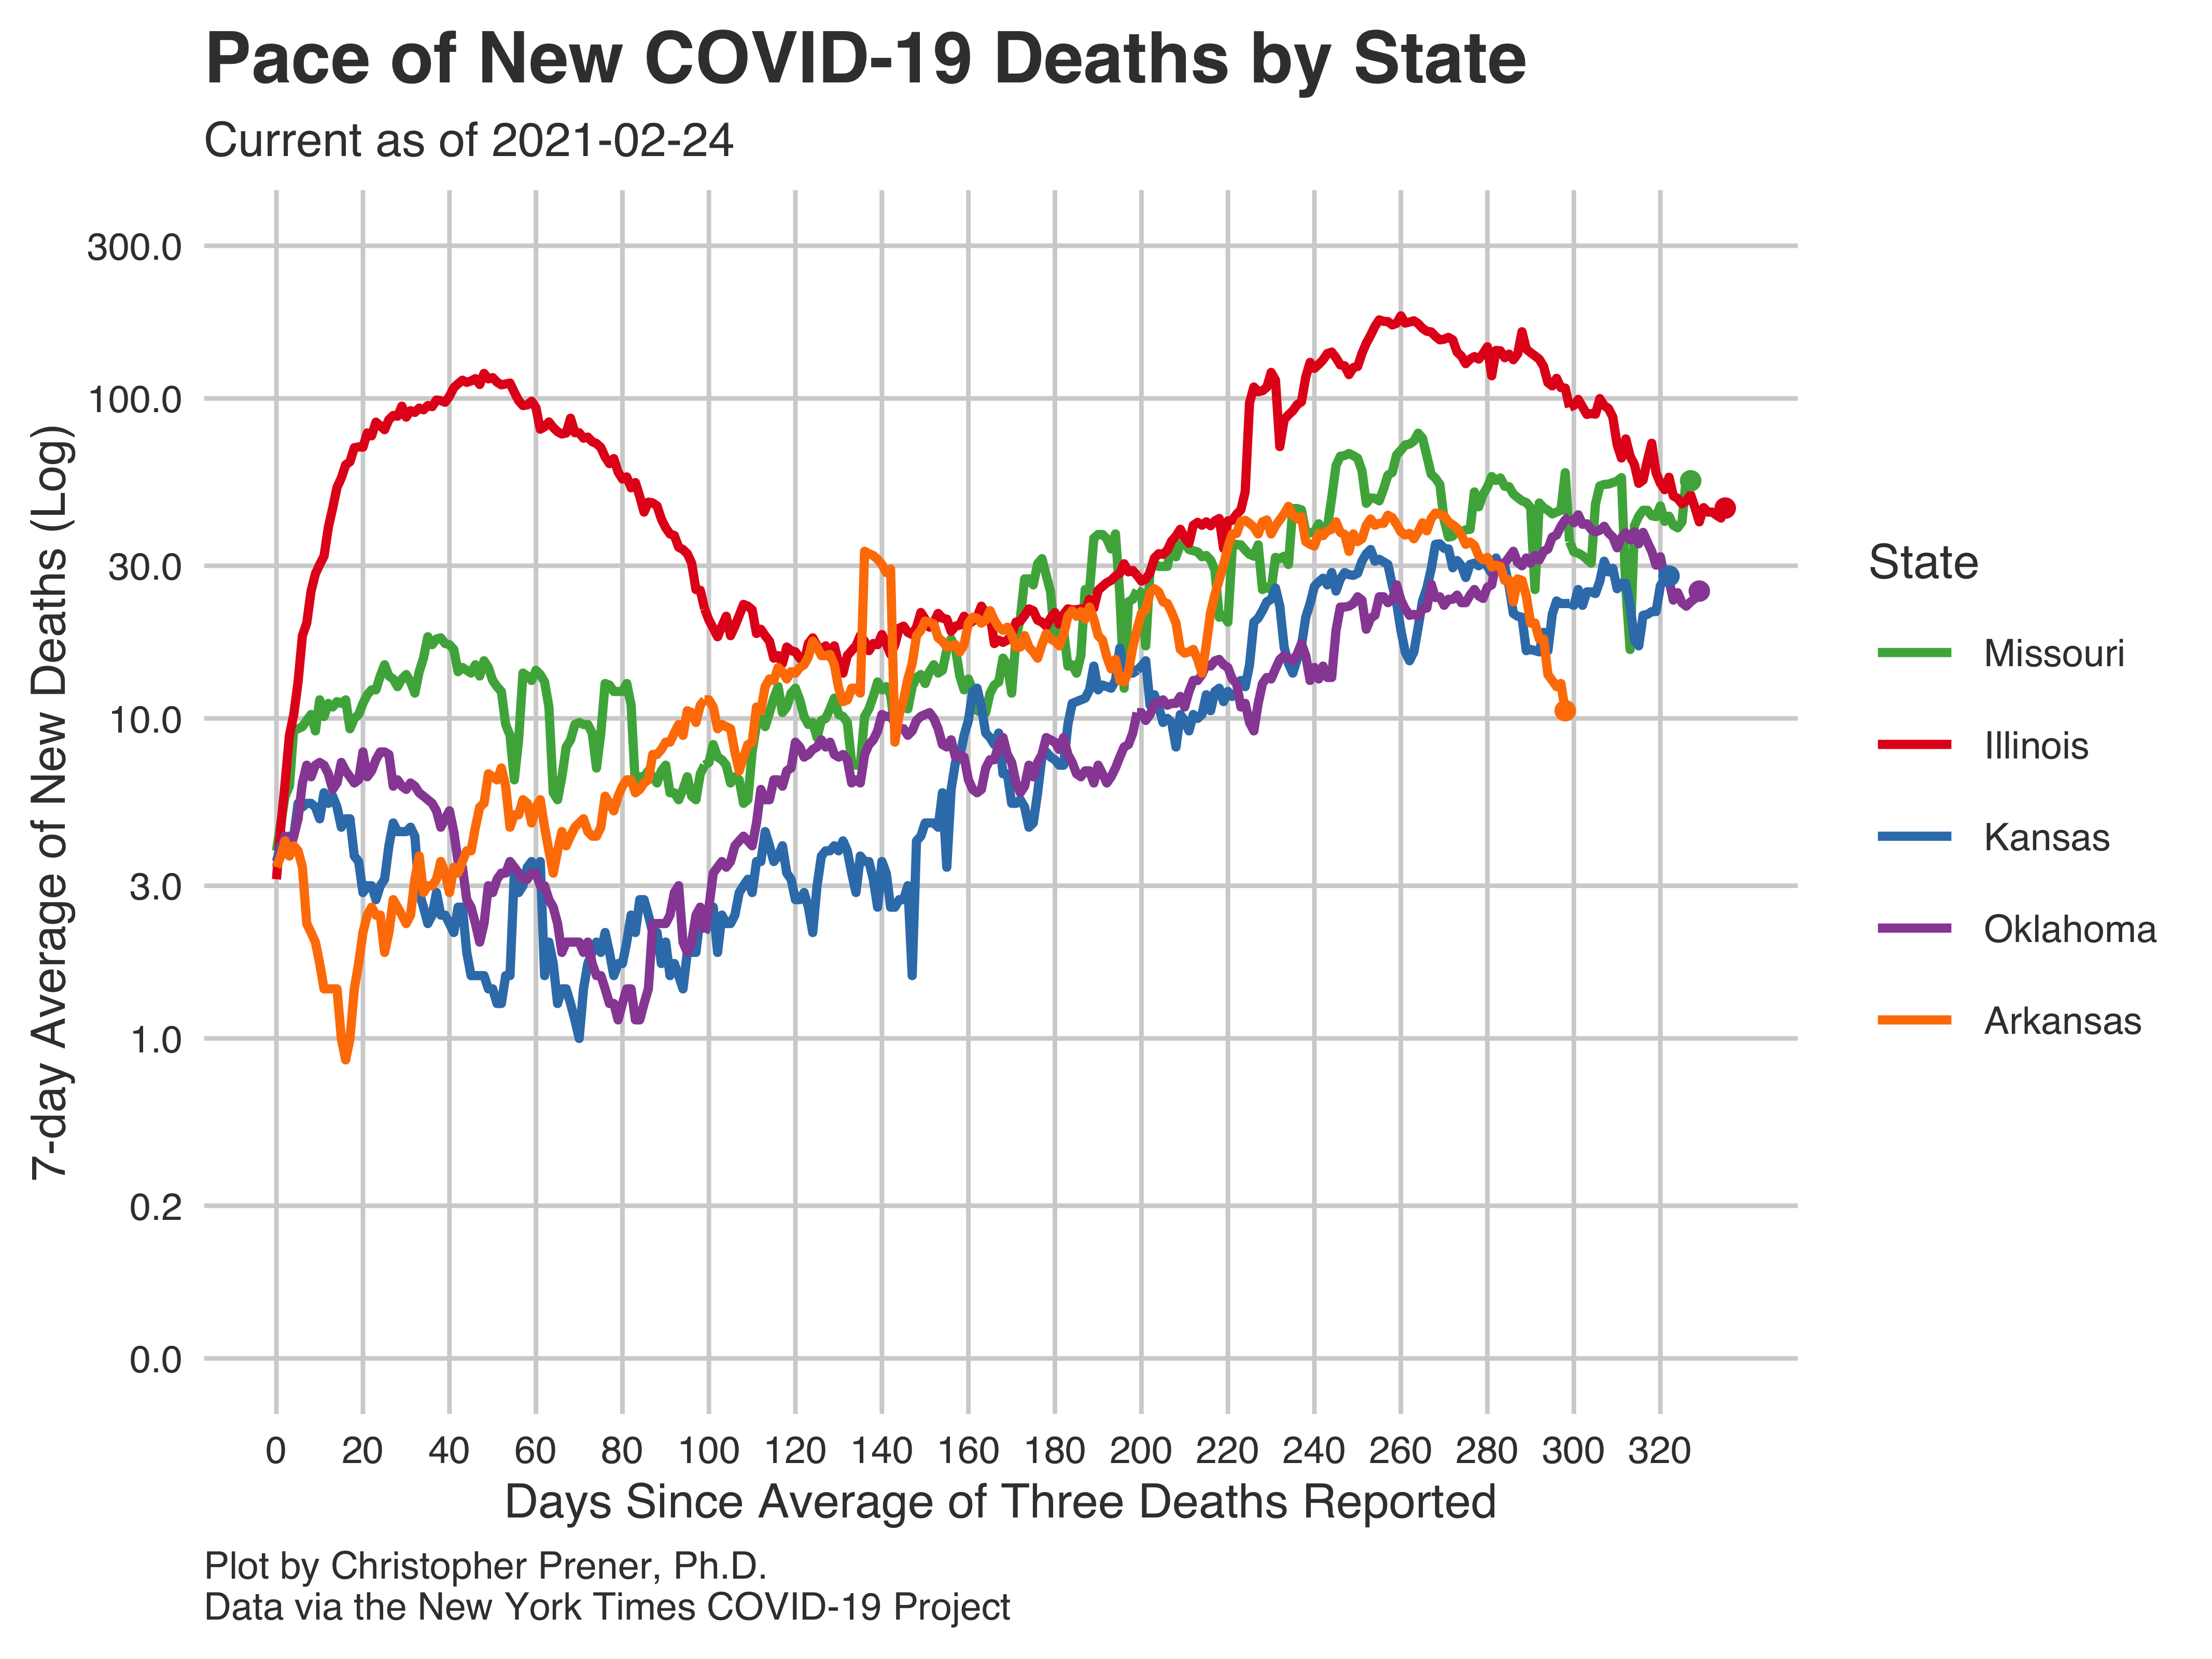 Pace of New COVID-19 Deaths by State
Current as of 2021-02-24
7-day Average of New Deaths (Log)
300.0
100.0
30.0
10.0
3.0
1.0
0.2
0.0
0 20 40 60 80 100 120 140 160 180 200 220 240 260 280 300 320
Days Since Average of Three Deaths Reported
State
Missouri
Illinois
Kansas
Oklahoma
Arkansas
Plot by Christopher Prener, Ph.D.
Data via the New York Times COVID-19 Project